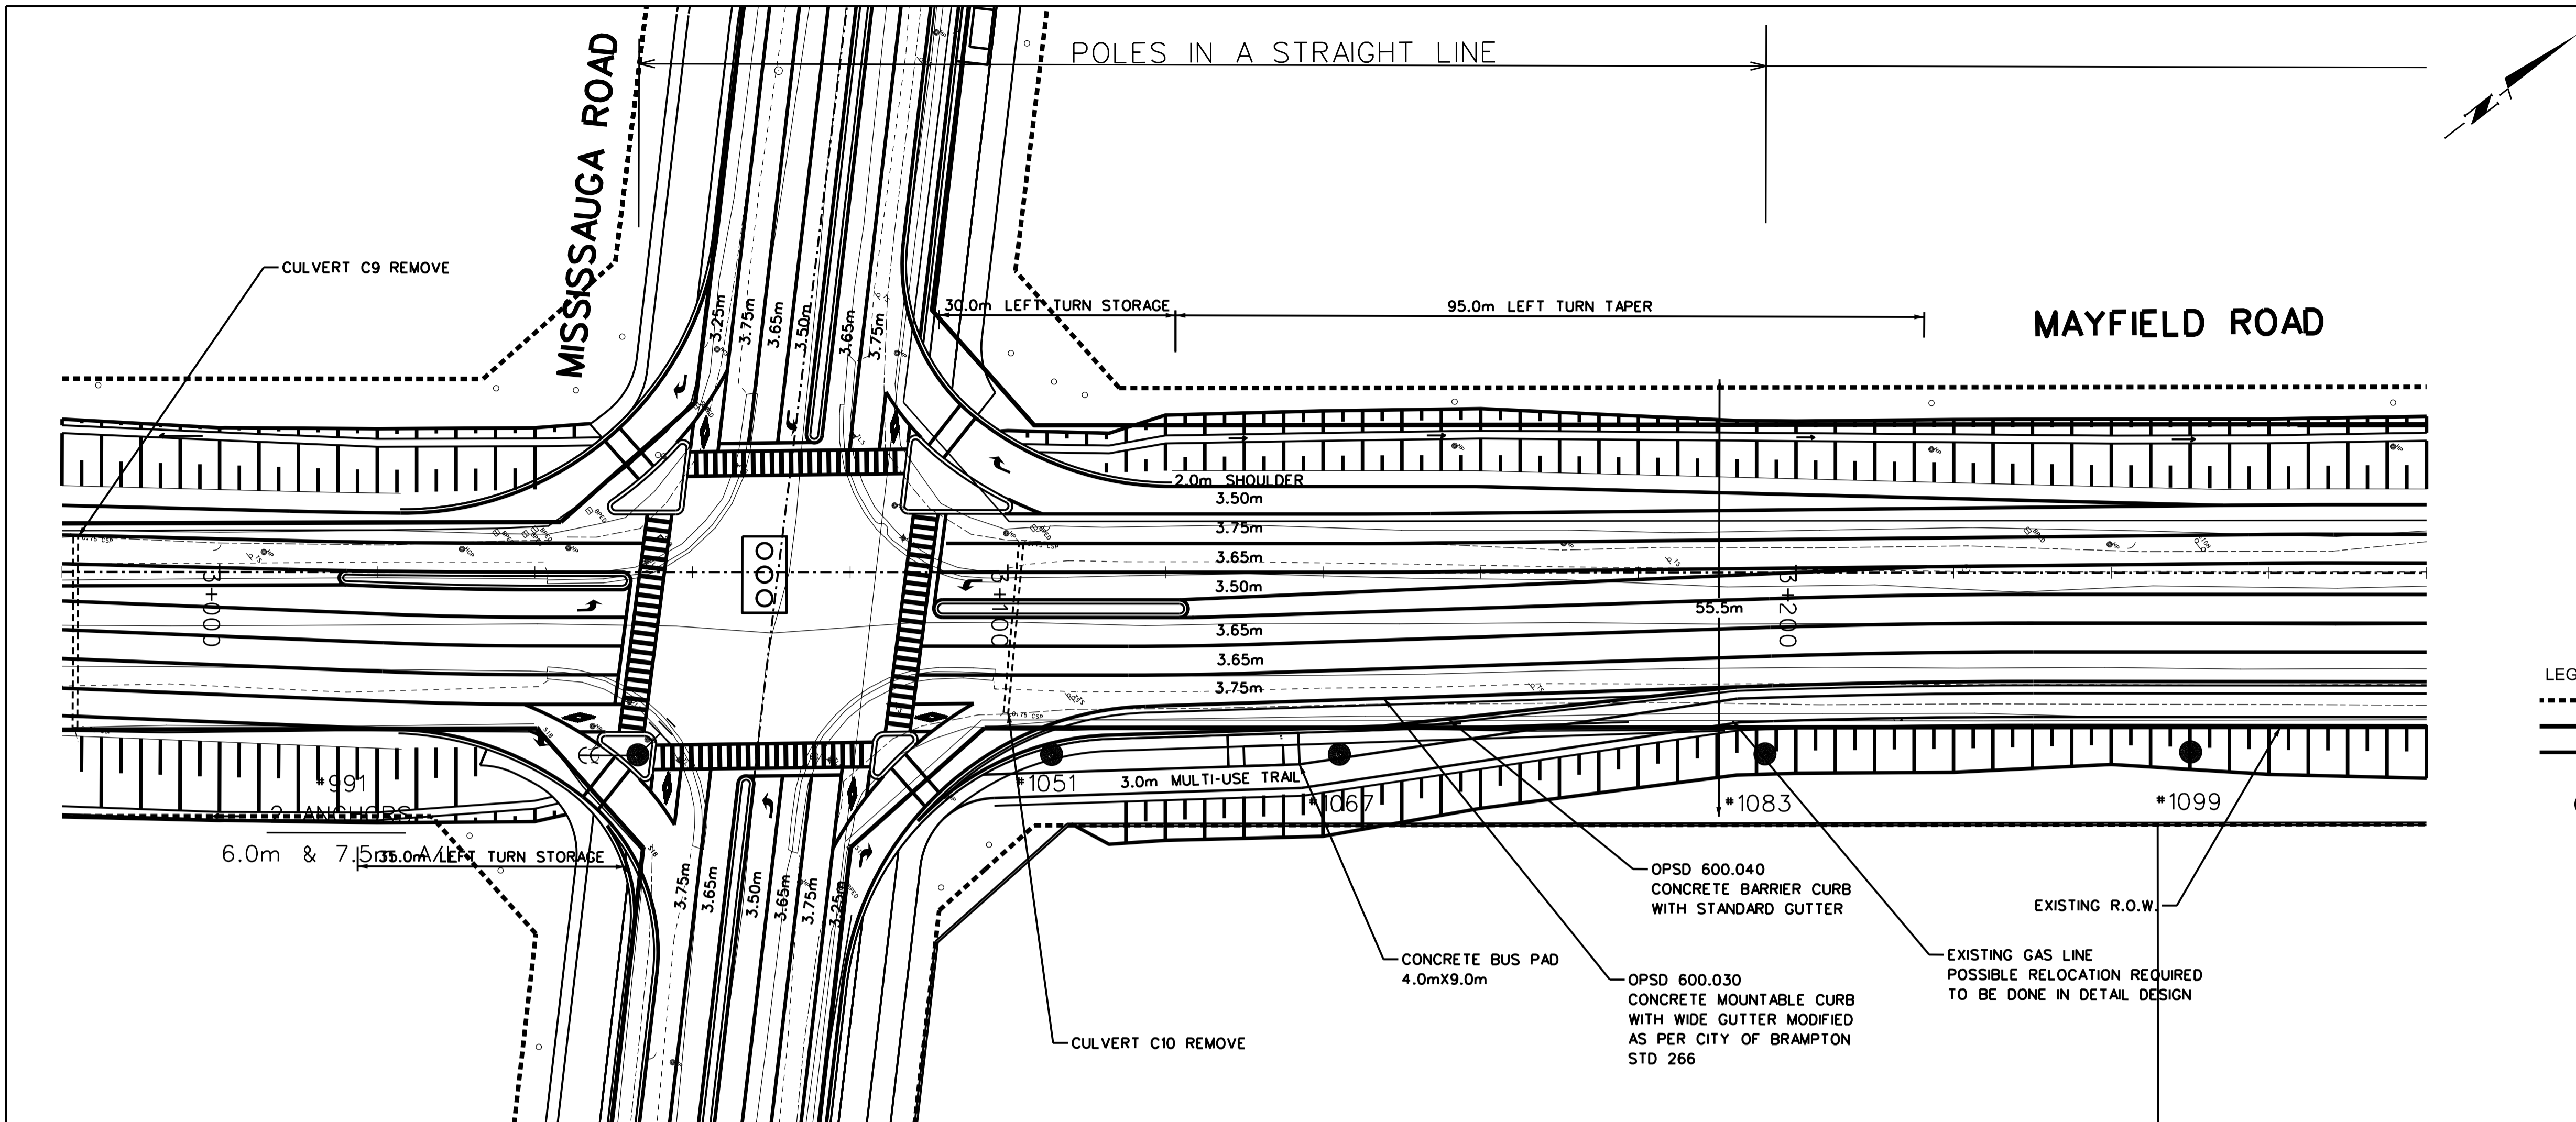 POLES IN A STRAIGHT LINE
N
MISSISSAUGA ROAD
CULVERT C9 REMOVE
30.0m LEFT TURN STORAGE
95.0m LEFT TURN TAPER
MAYFIELD ROAD
3.25m
3.75m
3.65m
3.50m
3.65m
3.75m
2.0m SHOULDER
3.50m
3.75m
3.65m
3.50m
55.5m
3.65m
3.65m
3.75m
3+000
3+100
3+200
0.75 CSP
LEG
#991
2 ANCHORS
6.0m & 7.5m A/L
35.0m LEFT TURN STORAGE
#1051
3.0m MULTI-USE TRAIL
#1067
#1083
#1099
3.75m
3.65m
3.50m
3.65m
3.75m
3.25m
OPSD 600.040
CONCRETE BARRIER CURB
WITH STANDARD GUTTER
EXISTING R.O.W.
CONCRETE BUS PAD
4.0mX9.0m
EXISTING GAS LINE
POSSIBLE RELOCATION REQUIRED
TO BE DONE IN DETAIL DESIGN
OPSD 600.030
CONCRETE MOUNTABLE CURB
WITH WIDE GUTTER MODIFIED
AS PER CITY OF BRAMPTON
STD 266
CULVERT C10 REMOVE